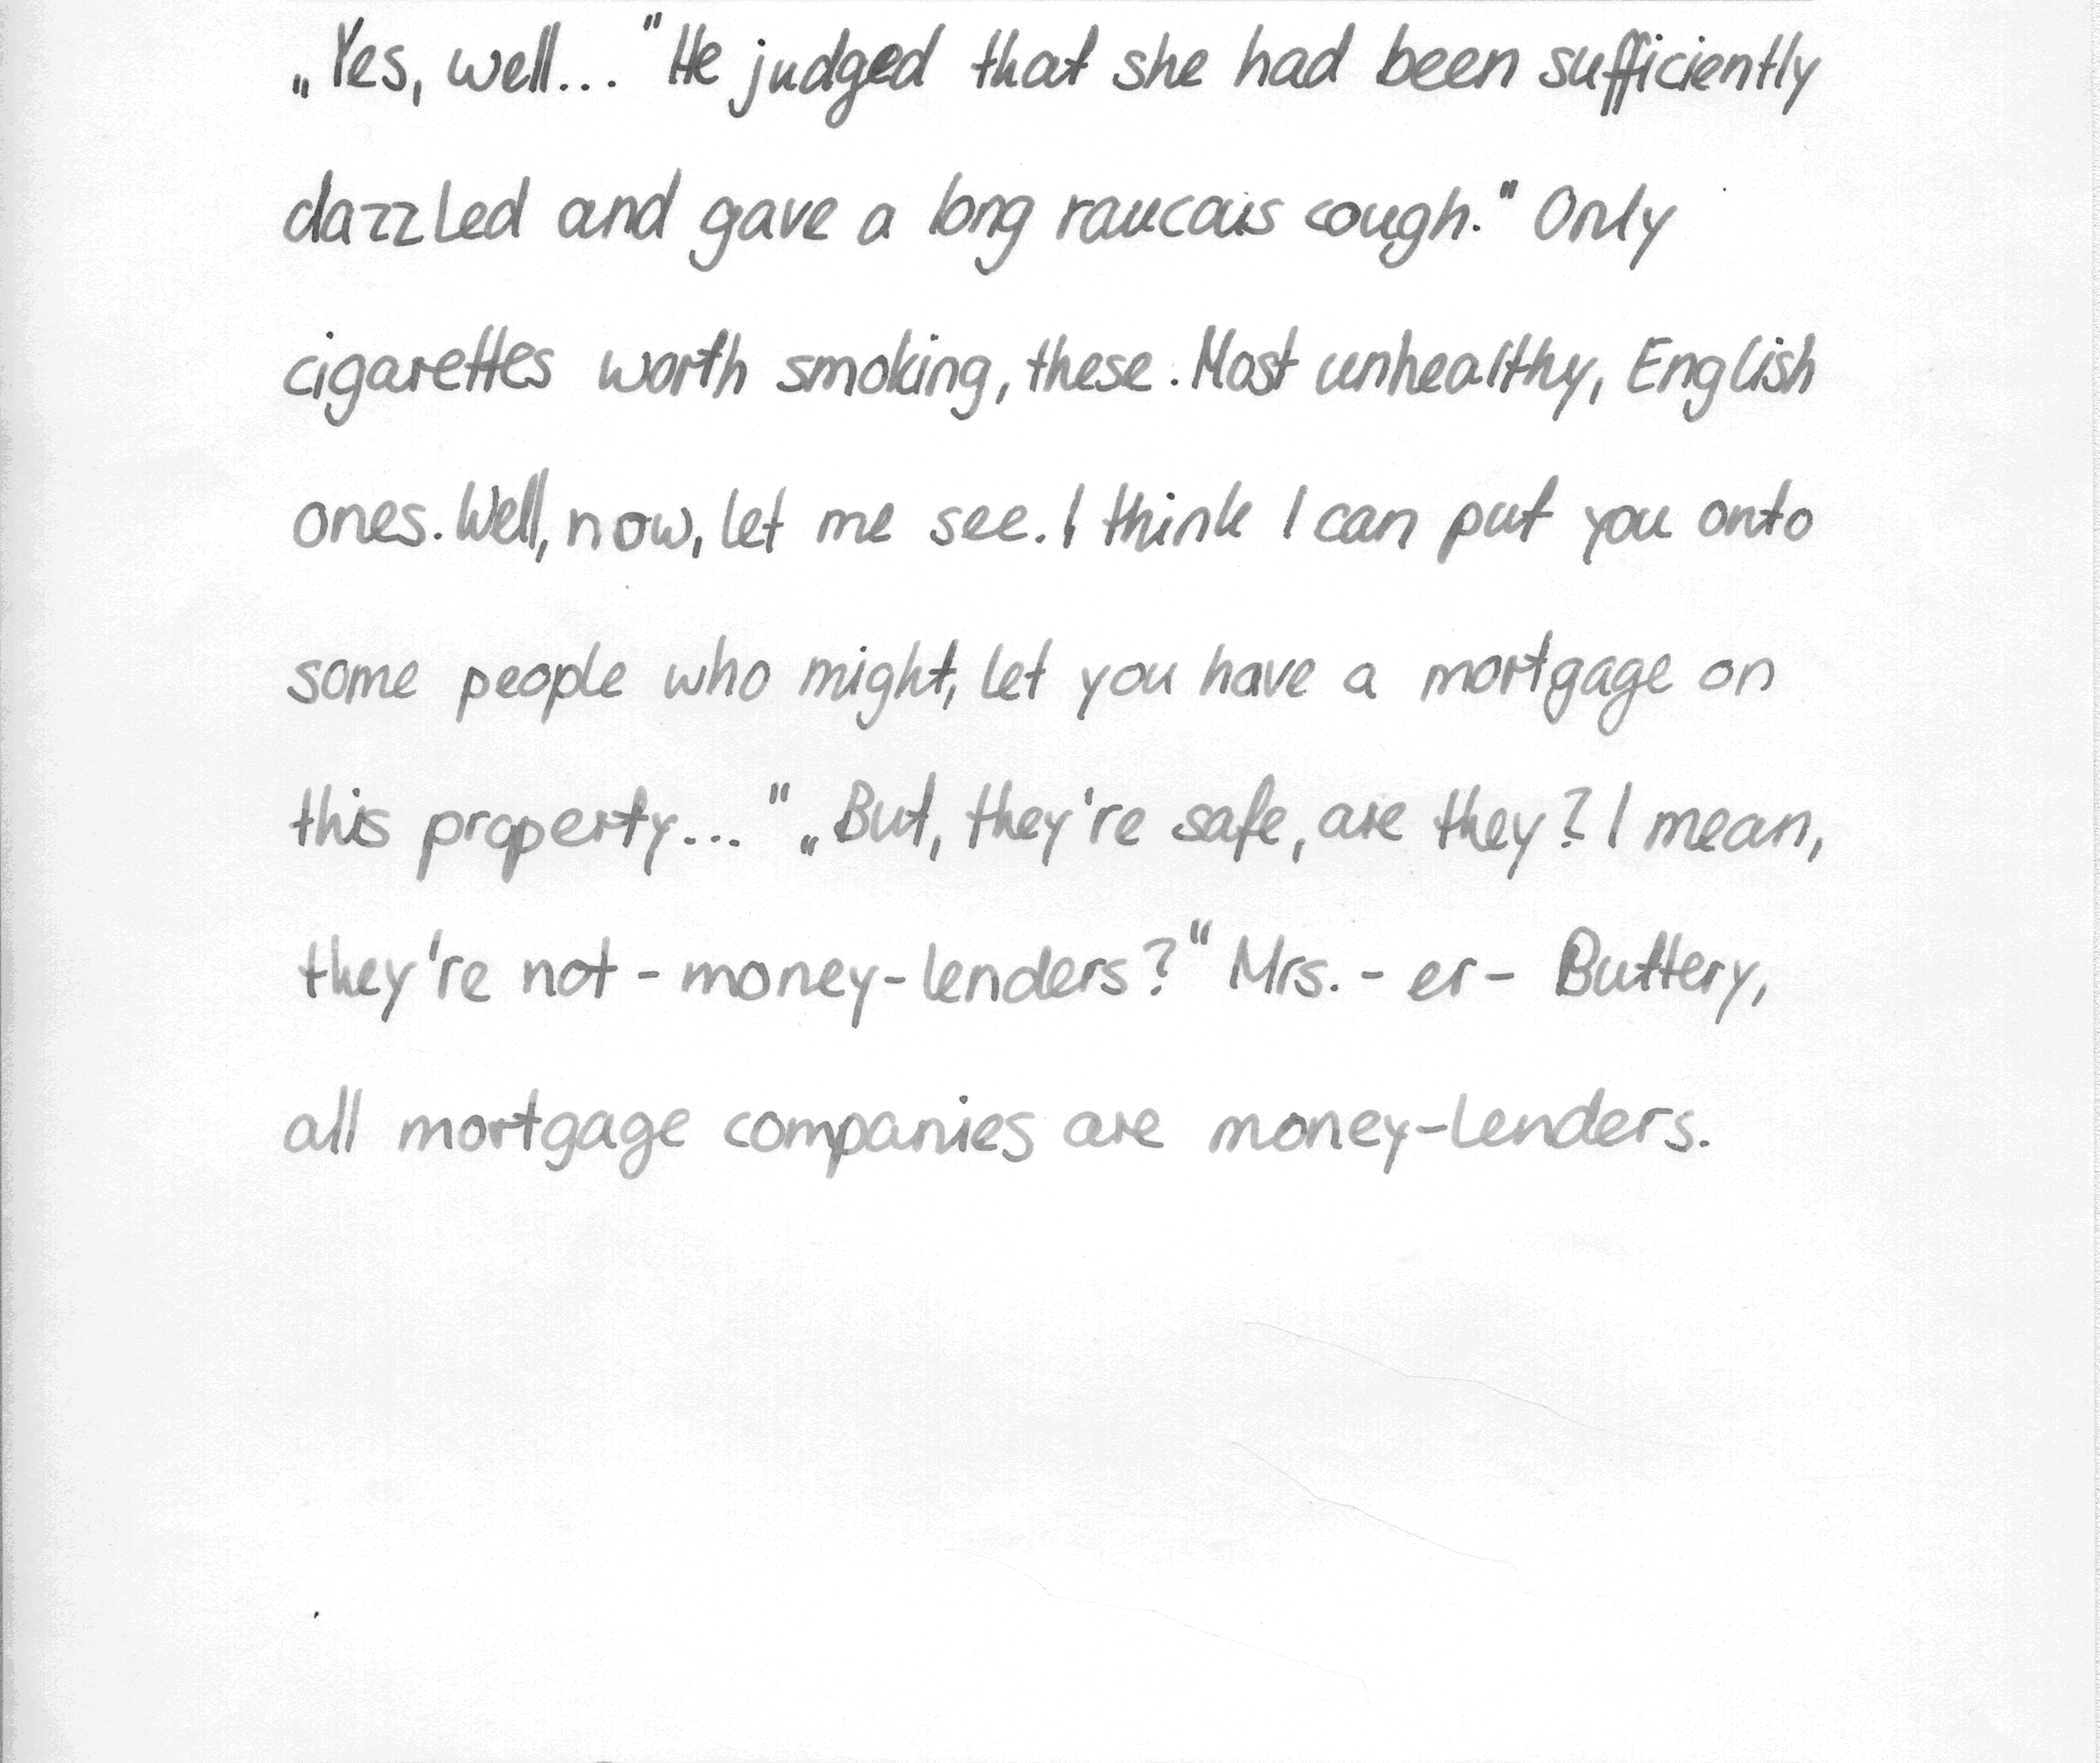 „Yes, well..." He judged that she had been sufficiently
dazzled and gave a long raucous cough." Only
cigarettes worth smoking, these. Most unhealthy, English
ones. Well, now, let me see. I think I can put you onto
some people who might, let you have a mortgage on
this property..." „But, they're safe, are they? I mean,
they're not - money-lenders?" Mrs. - er - Buttery,
all mortgage companies are money-lenders.